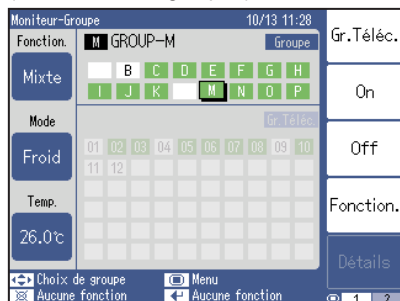 Moniteur-Groupe 10/13 11:28
Fonction.
Mixte
Mode
Froid
Temp.
26.0℃
M GROUP-M Groupe
B C D E F G H
I J K M N O P
Gr.Téléc
01 02 03 04 05 06 07 08 09 10
11 12
Gr.Téléc.
On
Off
Fonction.
Détails
Choix de groupe Menu
Aucune fonction Aucune fonction
1 2